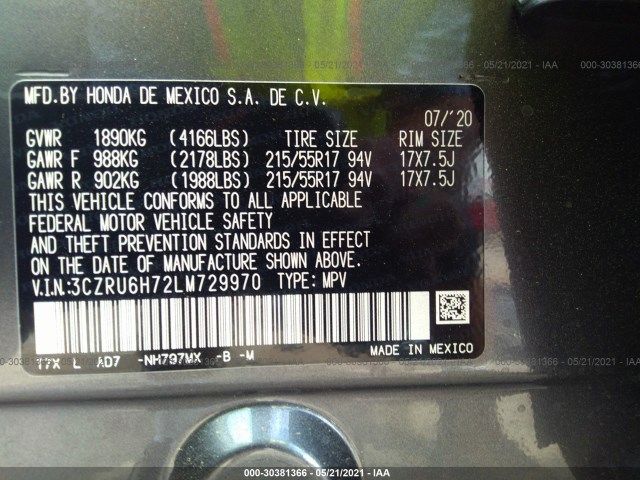 000-30381366 - 05/21/2021 - IAA
MFD.BY HONDA DE MEXICO S.A. DE C.V.
07/'20
GVWR 1890KG (4166LBS) TIRE SIZE RIM SIZE
GAWR F 988KG (2178LBS) 215/55R17 94V 17X7.5J
GAWR R 902KG (1988LBS) 215/55R17 94V 17X7.5J
THIS VEHICLE CONFORMS TO ALL APPLICABLE
FEDERAL MOTOR VEHICLE SAFETY
AND THEFT PREVENTION STANDARDS IN EFFECT
ON THE DATE OF MANUFACTURE SHOWN ABOVE.
V.I.N:3CZRU6H72LM729970 TYPE: MPV
17X L AD7 -NH797MX -B -M MADE IN MEXICO
000-30381366 - 05/21/2021 - IAA